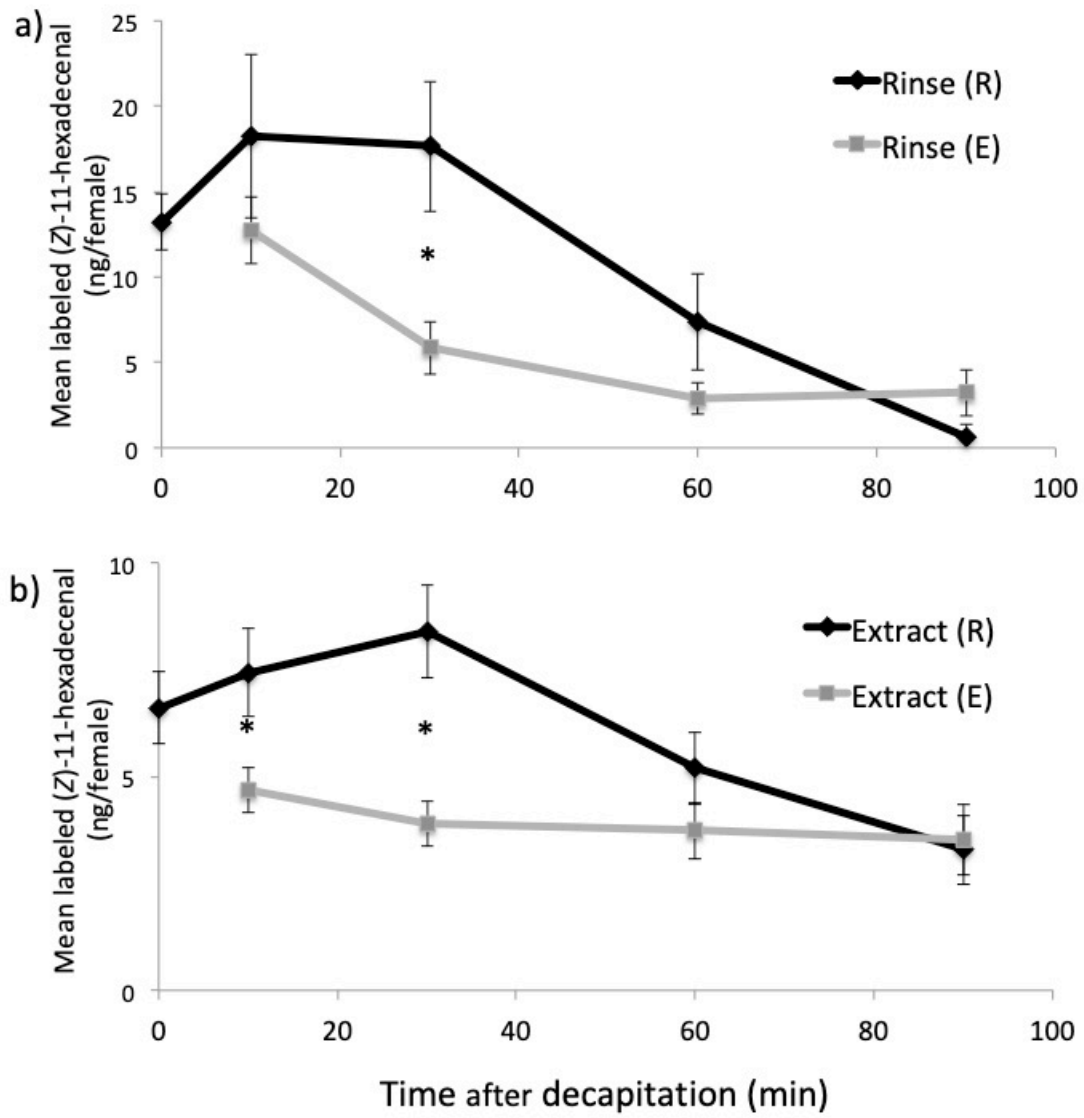 a)
Mean labeled (Z)-11-hexadecenal
(ng/female)
25
20
15
10
5
0
Rinse (R)
Rinse (E)
*
0 20 40 60 80 100
b)
Mean labeled (Z)-11-hexadecenal
(ng/female)
10
5
0
Extract (R)
Extract (E)
* *
0 20 40 60 80 100
Time after decapitation (min)